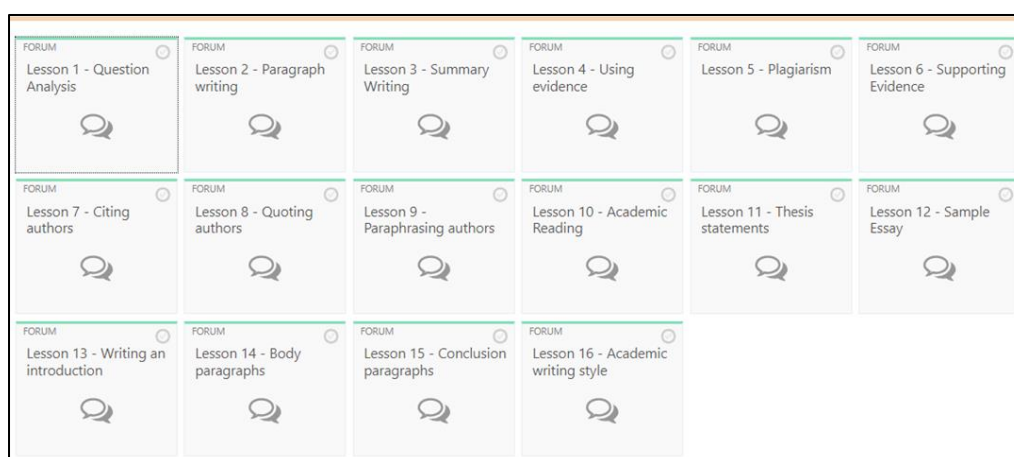 FORUM
Lesson 1 - Question
Analysis
FORUM
Lesson 2 - Paragraph
writing
FORUM
Lesson 3 - Summary
Writing
FORUM
Lesson 4 - Using
evidence
FORUM
Lesson 5 - Plagiarism
FORUM
Lesson 6 - Supporting
Evidence
FORUM
Lesson 7 - Citing
authors
FORUM
Lesson 8 - Quoting
authors
FORUM
Lesson 9 -
Paraphrasing authors
FORUM
Lesson 10 - Academic
Reading
FORUM
Lesson 11 - Thesis
statements
FORUM
Lesson 12 - Sample
Essay
FORUM
Lesson 13 - Writing an
introduction
FORUM
Lesson 14 - Body
paragraphs
FORUM
Lesson 15 - Conclusion
paragraphs
FORUM
Lesson 16 - Academic
writing style